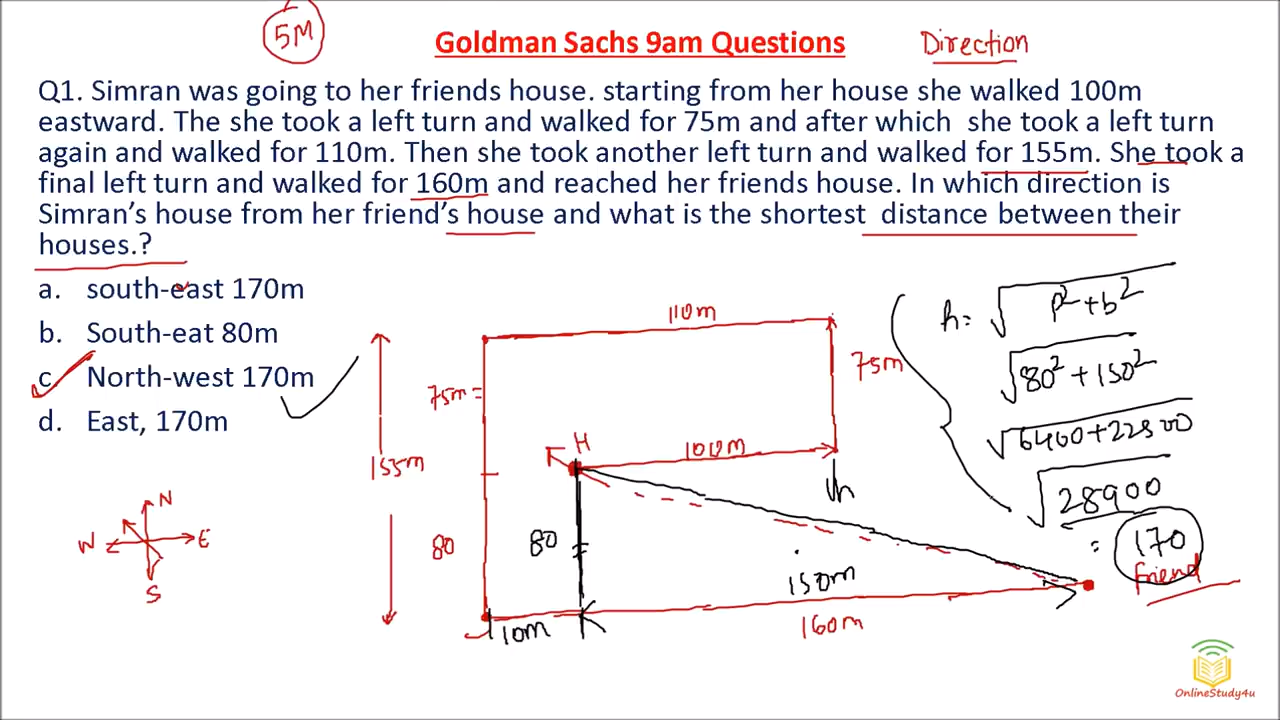 5M
Goldman Sachs 9am Questions
Direction
Q1. Simran was going to her friends house. starting from her house she walked 100m
eastward. The she took a left turn and walked for 75m and after which she took a left turn
again and walked for 110m. Then she took another left turn and walked for 155m. She took a
final left turn and walked for 160m and reached her friends house. In which direction is
Simran’s house from her friend’s house and what is the shortest distance between their
houses.?
a. south-east 170m
b. South-eat 80m
c. North-west 170m
d. East, 170m
110m
75m
75m
155m
H
100m
h
80
80
150m
10m
160m
friend
N
W
E
S
h= √p²+b²
√80²+150²
√6400+22500
√28900
= 170
OnlineStudy4u